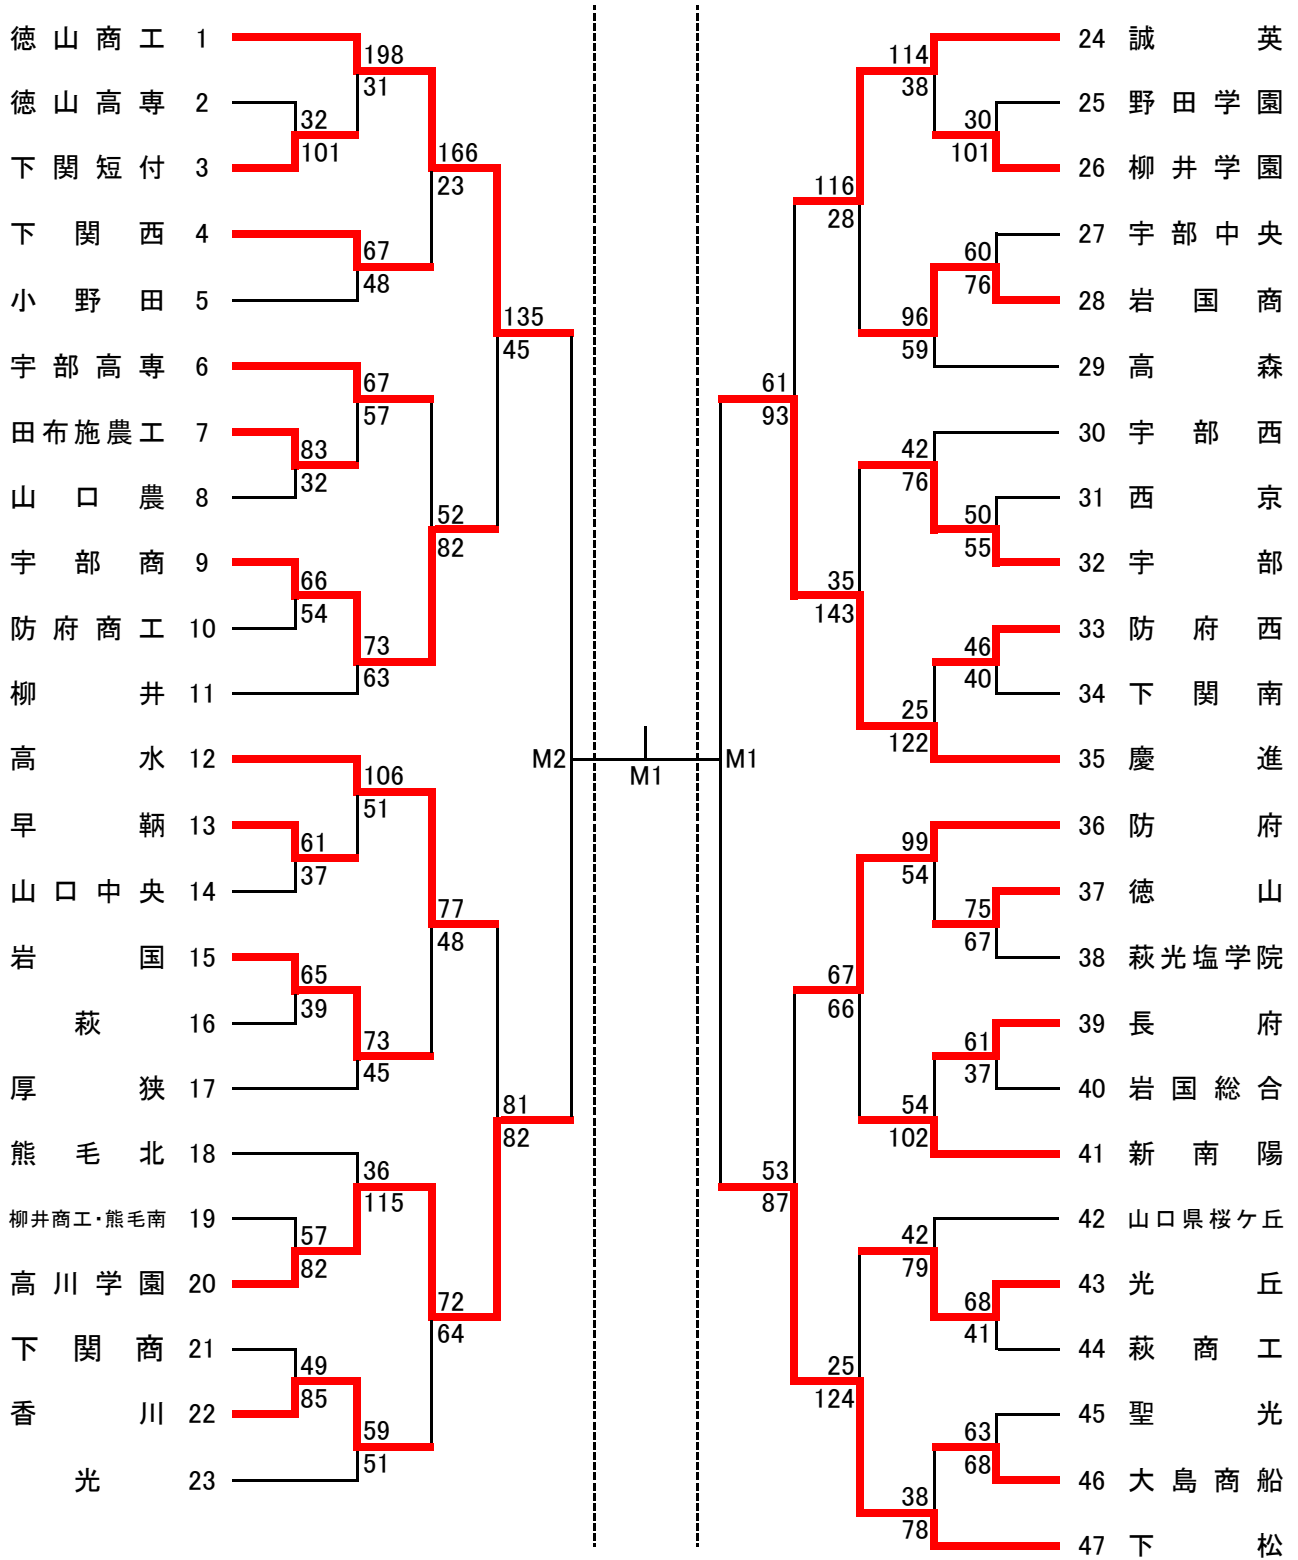 徳山商工 1
徳山高専 2
下関短付 3
下関西 4
小野田 5
宇部高専 6
田布施農工 7
山口農 8
宇部商 9
防府商工 10
柳井 11
高水 12
早鞆 13
山口中央 14
岩国 15
萩 16
厚狭 17
熊毛北 18
柳井商工・熊毛南 19
高川学園 20
下関商 21
香川 22
光 23
32
101
83
32
66
54
61
37
65
39
57
82
49
85
198
31
67
48
67
57
73
63
106
51
73
45
36
115
59
51
166
23
52
82
77
48
72
64
135
45
81
82
M2
M1
M1
61
93
53
87
116
28
35
143
67
66
25
124
114
38
96
59
42
76
25
122
99
54
54
102
42
79
38
78
30
101
60
76
50
55
46
40
75
67
61
37
68
41
63
68
24 誠英
25 野田学園
26 柳井学園
27 宇部中央
28 岩国商
29 高森
30 宇部西
31 西京
32 宇部
33 防府西
34 下関南
35 慶進
36 防府
37 徳山
38 萩光塩学院
39 長府
40 岩国総合
41 新南陽
42 山口県桜ケ丘
43 光丘
44 萩商工
45 聖光
46 大島商船
47 下松